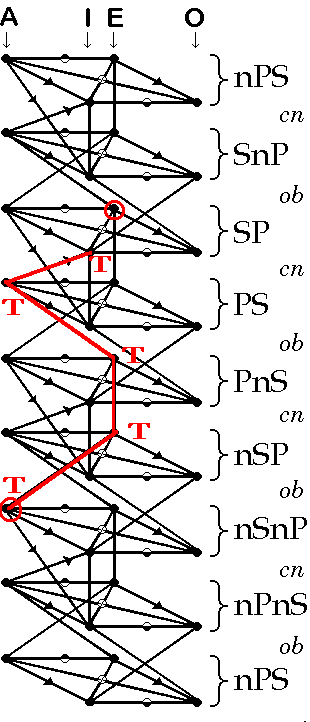 A I E O
↓ ↓ ↓ ↓
nPS
cn
SnP
ob
SP
T
cn
T PS
ob
T PnS
cn
T nSP
ob
T
nSnP
cn
nPnS
ob
nPS